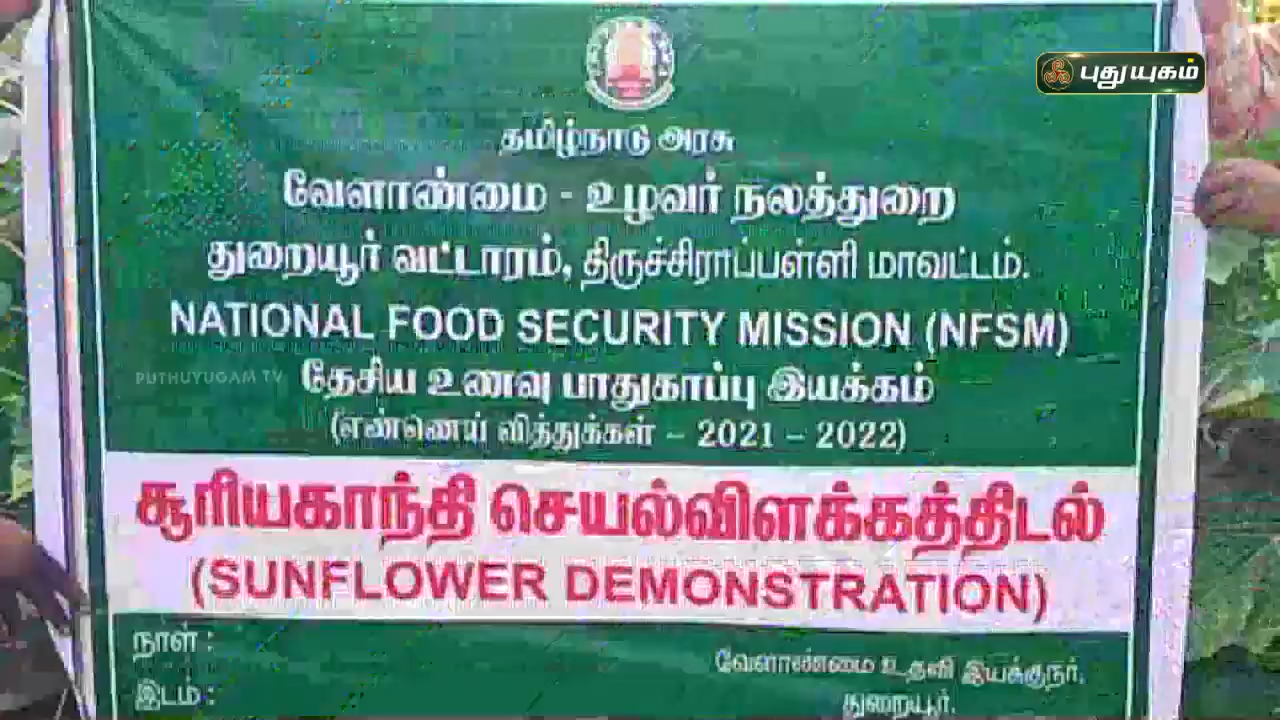 புதுயுகம்
தமிழ்நாடு அரசு
வேளாண்மை - உழவர் நலத்துறை
துறையூர் வட்டாரம், திருச்சிராப்பள்ளி மாவட்டம்.
NATIONAL FOOD SECURITY MISSION (NFSM)
PUTHUYUGAM TV
தேசிய உணவு பாதுகாப்பு இயக்கம்
(எண்ணெய் வித்துக்கள் – 2021 – 2022)
சூரியகாந்தி செயல்விளக்கத்திடல்
(SUNFLOWER DEMONSTRATION)
நாள் :
இடம் :
வேளாண்மை உதவி இயக்குநர்,
துறையூர்.